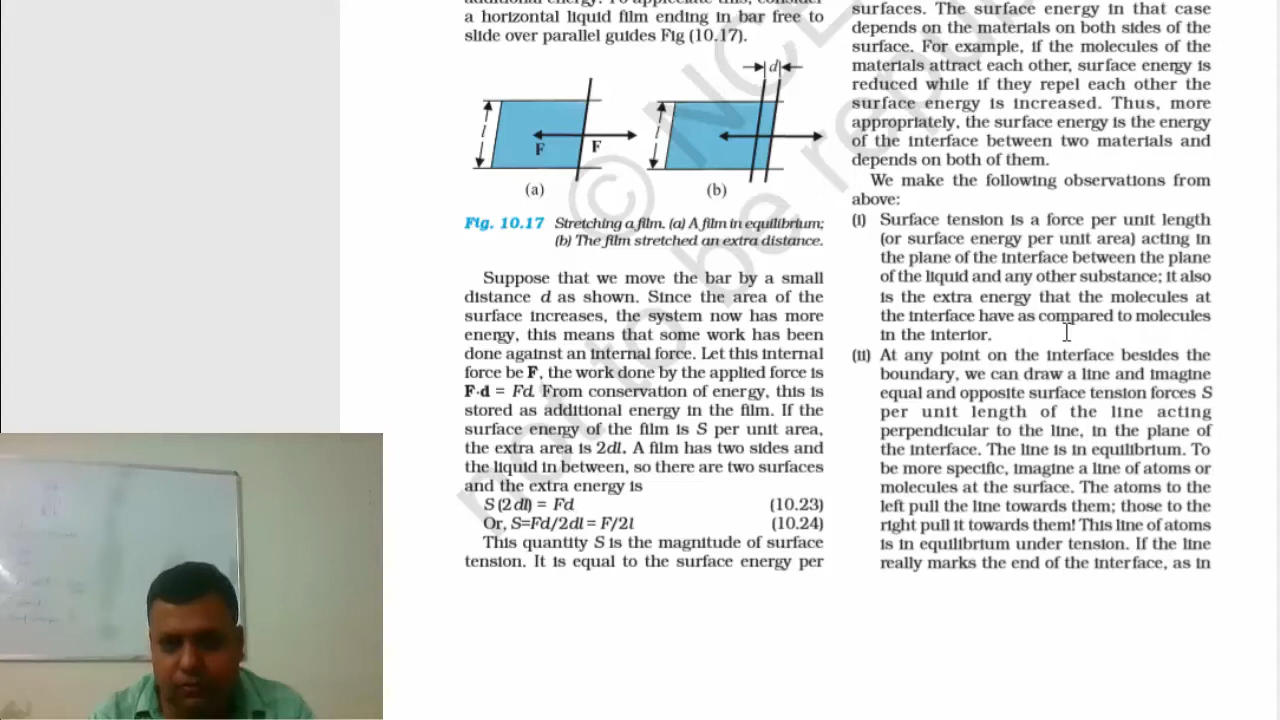 a horizontal liquid film ending in bar free to
slide over parallel guides Fig (10.17).
d
F
F
(a)
(b)
Fig. 10.17 Stretching a film. (a) A film in equilibrium;
(b) The film stretched an extra distance.
Suppose that we move the bar by a small
distance d as shown. Since the area of the
surface increases, the system now has more
energy, this means that some work has been
done against an internal force. Let this internal
force be F, the work done by the applied force is
F·d = Fd. From conservation of energy, this is
stored as additional energy in the film. If the
surface energy of the film is S per unit area,
the extra area is 2dl. A film has two sides and
the liquid in between, so there are two surfaces
and the extra energy is
S (2dl) = Fd (10.23)
Or, S=Fd/2dl = F/2l (10.24)
This quantity S is the magnitude of surface
tension. It is equal to the surface energy per
surfaces. The surface energy in that case
depends on the materials on both sides of the
surface. For example, if the molecules of the
materials attract each other, surface energy is
reduced while if they repel each other the
surface energy is increased. Thus, more
appropriately, the surface energy is the energy
of the interface between two materials and
depends on both of them.
We make the following observations from
above:
(i) Surface tension is a force per unit length
(or surface energy per unit area) acting in
the plane of the interface between the plane
of the liquid and any other substance; it also
is the extra energy that the molecules at
the interface have as compared to molecules
in the interior.
(ii) At any point on the interface besides the
boundary, we can draw a line and imagine
equal and opposite surface tension forces S
per unit length of the line acting
perpendicular to the line, in the plane of
the interface. The line is in equilibrium. To
be more specific, imagine a line of atoms or
molecules at the surface. The atoms to the
left pull the line towards them; those to the
right pull it towards them! This line of atoms
is in equilibrium under tension. If the line
really marks the end of the interface, as in
not to be republ
© NCE